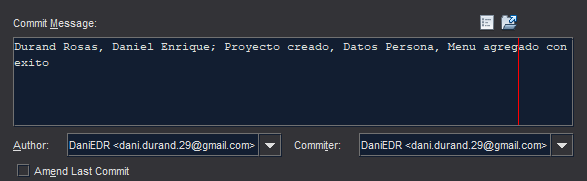 Commit Message:
Durand Rosas, Daniel Enrique; Proyecto creado, Datos Persona, Menu agregado con
exito
Author: DaniEDR <dani.durand.29@gmail.com> Commiter: DaniEDR <dani.durand.29@gmail.com>
Amend Last Commit